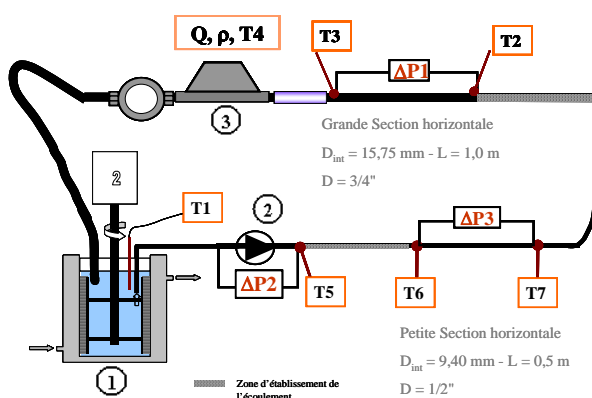 Q, ρ, T4
T3
T2
ΔP1
3
Grande Section horizontale
D_int = 15,75 mm - L = 1,0 m
D = 3/4"
2
T1
2
ΔP3
ΔP2
T5
T6
T7
Petite Section horizontale
D_int = 9,40 mm - L = 0,5 m
D = 1/2"
1
Zone d'établissement de
l'écoulement